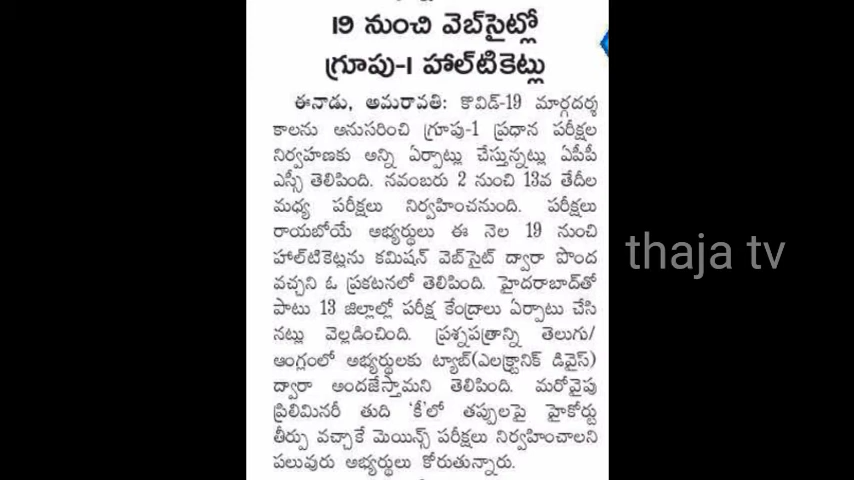 19 నుంచి వెబ్‌సైట్లో
గ్రూపు-1 హాల్‌టికెట్లు
ఈనాడు, అమరావతి: కొవిడ్-19 మార్గదర్శ
కాలను అనుసరించి గ్రూపు-1 ప్రధాన పరీక్షల
నిర్వహణకు అన్ని ఏర్పాట్లు చేస్తున్నట్లు ఏపీపీ
ఎస్సీ తెలిపింది. నవంబరు 2 నుంచి 13వ తేదీల
మధ్య పరీక్షలు నిర్వహించనుంది. పరీక్షలు
రాయబోయే అభ్యర్థులు ఈ నెల 19 నుంచి
హాల్‌టికెట్లను కమిషన్ వెబ్‌సైట్ ద్వారా పొంద
వచ్చని ఓ ప్రకటనలో తెలిపింది. హైదరాబాద్‌తో
పాటు 13 జిల్లాల్లో పరీక్ష కేంద్రాలు ఏర్పాటు చేసి
నట్లు వెల్లడించింది. ప్రశ్నపత్రాన్ని తెలుగు/
ఆంగ్లంలో అభ్యర్థులకు ట్యాబ్(ఎలక్ట్రానిక్ డివైస్)
ద్వారా అందజేస్తామని తెలిపింది. మరోవైపు
ప్రిలిమినరీ తుది ‘కీ’లో తప్పులపై హైకోర్టు
తీర్పు వచ్చాకే మెయిన్స్ పరీక్షలు నిర్వహించాలని
పలువురు అభ్యర్థులు కోరుతున్నారు.
thaja tv